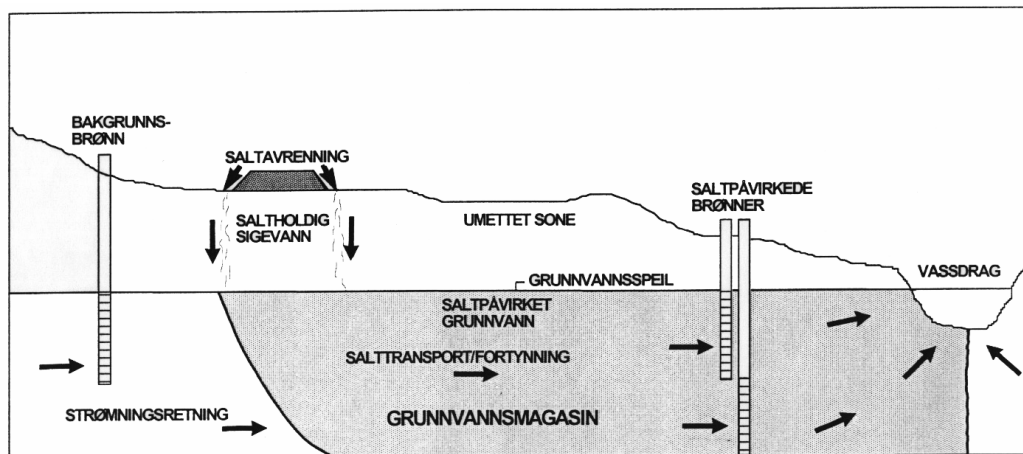 BAKGRUNNS-
BRØNN
SALTAVRENNING
SALTHOLDIG
SIGEVANN
UMETTET SONE
SALTPÅVIRKEDE
BRØNNER
VASSDRAG
GRUNNVANNSSPEIL
SALTPÅVIRKET
GRUNNVANN
SALTTRANSPORT/FORTYNNING
STRØMNINGSRETNING
GRUNNVANNSMAGASIN